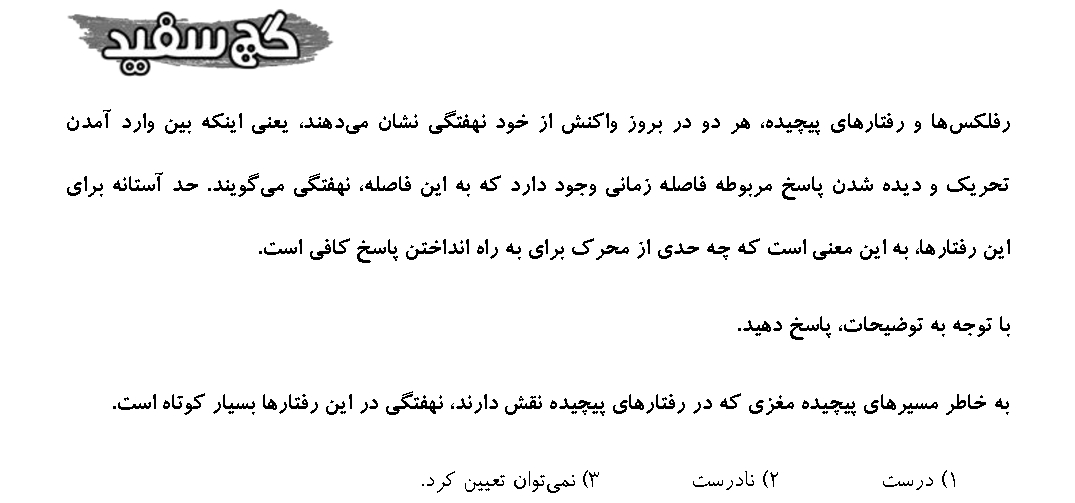 گچ سفید
رفلکس‌ها و رفتارهای پیچیده، هر دو در بروز واکنش از خود نهفتگی نشان می‌دهند، یعنی اینکه بین وارد آمدن
تحریک و دیده شدن پاسخ مربوطه فاصله زمانی وجود دارد که به این فاصله، نهفتگی می‌گویند. حد آستانه برای
این رفتارها، به این معنی است که چه حدی از محرک برای به راه انداختن پاسخ کافی است.
با توجه به توضیحات، پاسخ دهید.
به خاطر مسیرهای پیچیده مغزی که در رفتارهای پیچیده نقش دارند، نهفتگی در این رفتارها بسیار کوتاه است.
۱) درست ۲) نادرست ۳) نمی‌توان تعیین کرد.